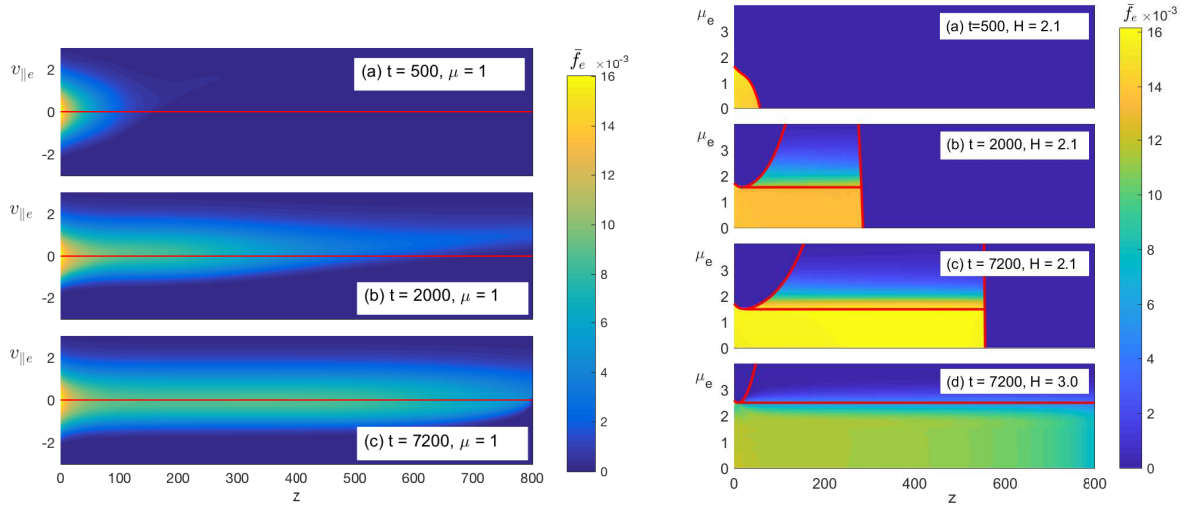 f̄e ×10⁻³
v∥e
2
0
-2
(a) t = 500, μ = 1
v∥e
2
0
-2
(b) t = 2000, μ = 1
v∥e
2
0
-2
(c) t = 7200, μ = 1
0 100 200 300 400 500 600 700 800
z
16
14
12
10
8
6
4
2
0
f̄e ×10⁻³
μe
4
3
2
1
0
(a) t=500, H = 2.1
μe
4
3
2
1
0
(b) t = 2000, H = 2.1
μe
3
2
1
0
(c) t = 7200, H = 2.1
μe
3
2
1
0
(d) t = 7200, H = 3.0
0 200 400 600 800
z
16
14
12
10
8
6
4
2
0